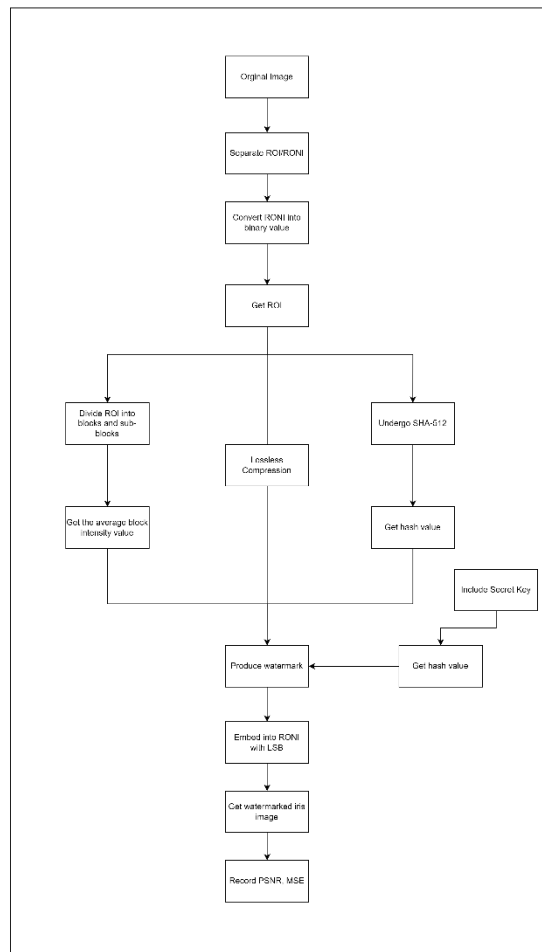 Orginal Image
Separate ROI/RONI
Convert RONI into
binary value
Get ROI
Divide ROI into
blocks and sub-
blocks
Lossless
Compression
Undergo SHA-512
Get the average block
intensity value
Get hash value
Include Secret Key
Produce watermark
Get hash value
Embed into RONI
with LSB
Get watermarked iris
image
Record PSNR, MSE